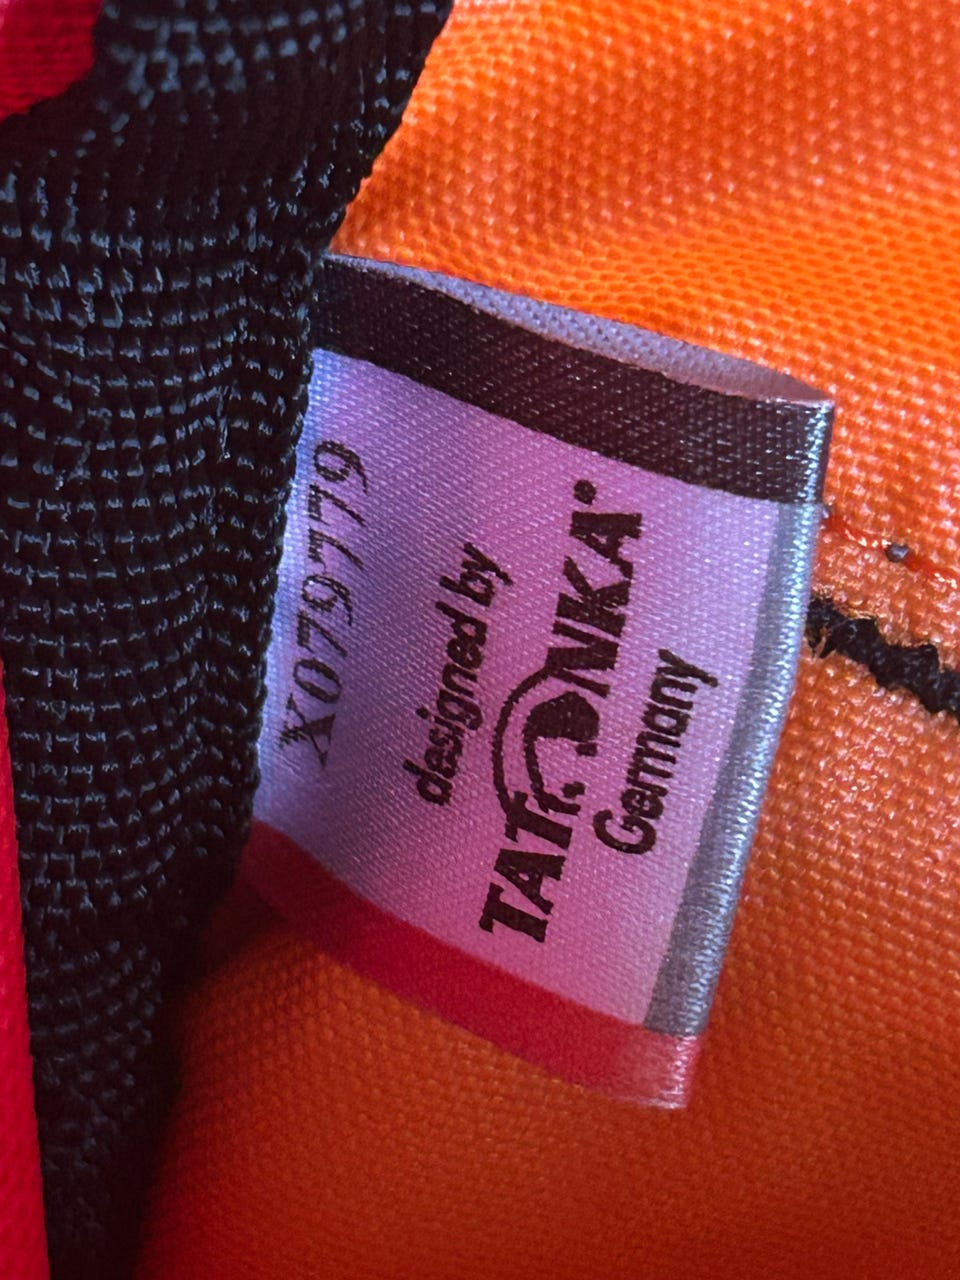 X079779
designed by
TATONKA®
Germany